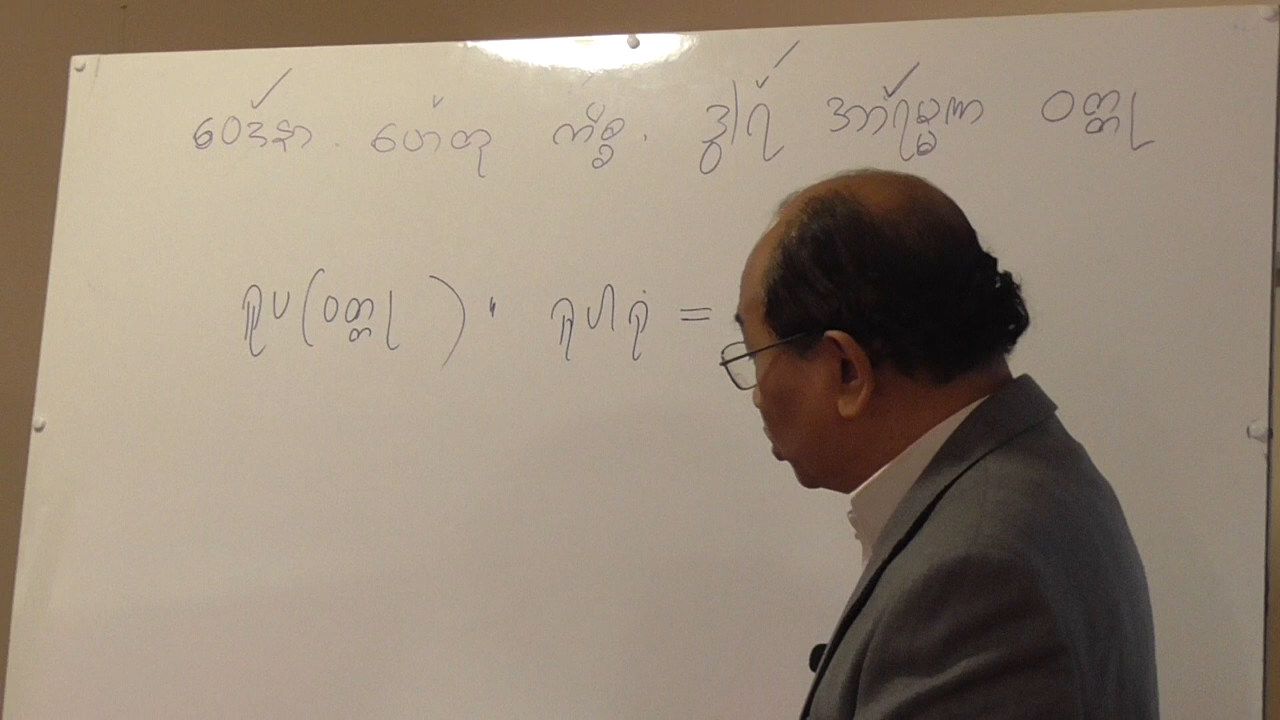 ဝေဒနာ ဟေတု ကိစ္စ ဒွါရ အာရမ္မဏ ဝတ္ထု
ရူပ (ဝတ္ထု) ရူပါရုံ =